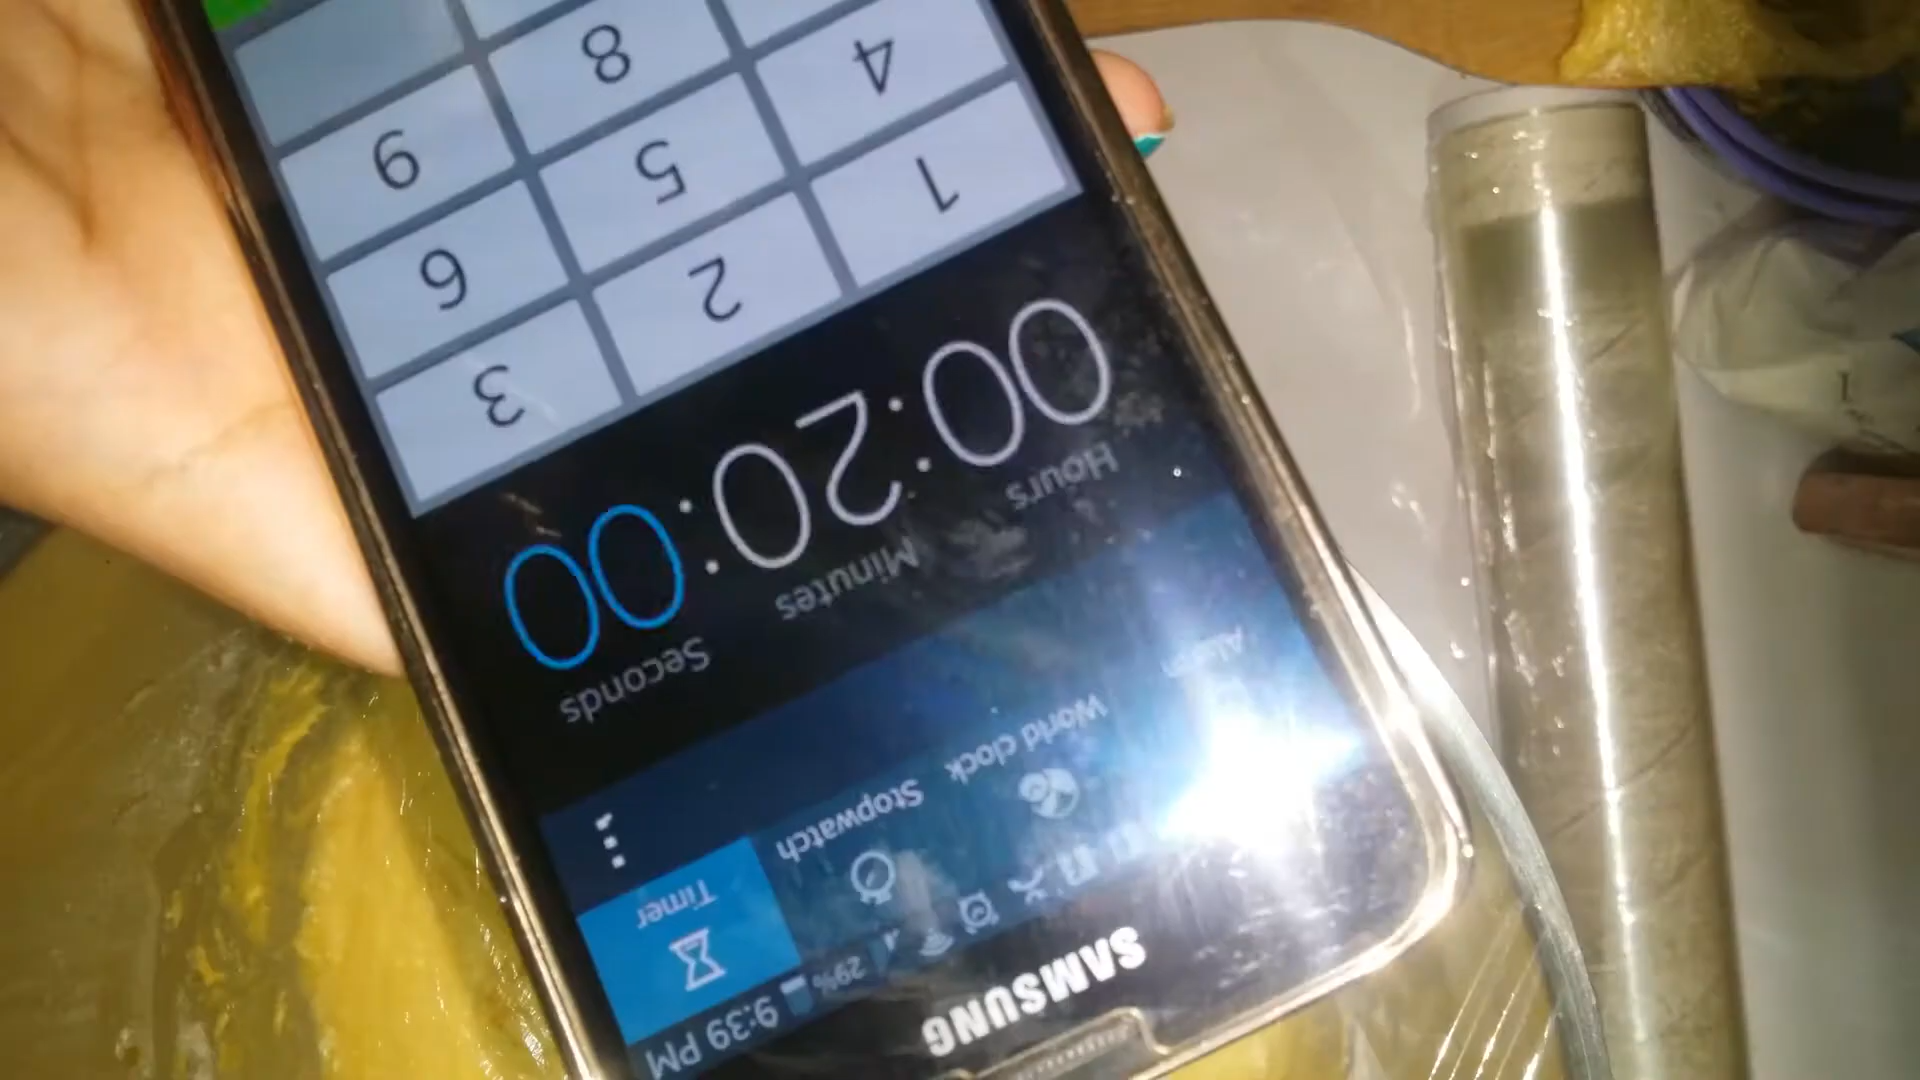 SAMSUNG
29% 9:39 PM
World clock Stopwatch Timer
Hours Minutes Seconds
00:20:00
1 2 3
4 5 6
8 9